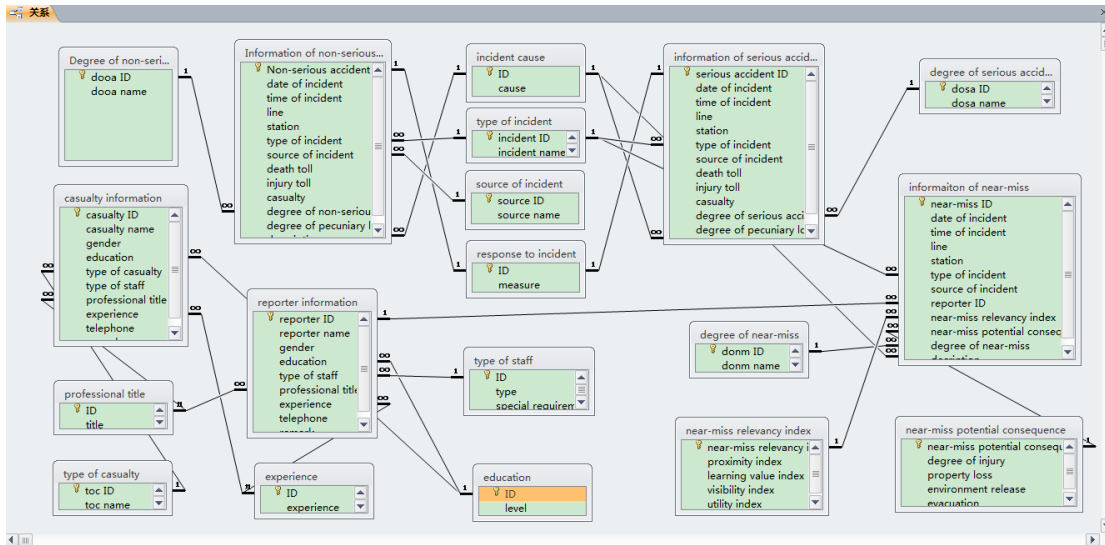 关系
Degree of non-seri...
dooa ID
dooa name
Information of non-serious...
Non-serious accident
date of incident
time of incident
line
station
type of incident
source of incident
death toll
injury toll
casualty
degree of non-seriou
degree of pecuniary l
incident cause
ID
cause
type of incident
incident ID
incident name
source of incident
source ID
source name
response to incident
ID
measure
information of serious accid...
serious accident ID
date of incident
time of incident
line
station
type of incident
source of incident
death toll
injury toll
casualty
degree of serious acci
degree of pecuniary lo
degree of serious accid...
dosa ID
dosa name
casualty information
casualty ID
casualty name
gender
education
type of casualty
type of staff
professional title
experience
telephone
reporter information
reporter ID
reporter name
gender
education
type of staff
professional title
experience
telephone
remark
informaiton of near-miss
near-miss ID
date of incident
time of incident
line
station
type of incident
source of incident
reporter ID
near-miss relevancy index
near-miss potential conseq
degree of near-miss
decription
degree of near-miss
donm ID
donm name
type of staff
ID
type
special requirem
professional title
ID
title
type of casualty
toc ID
toc name
experience
ID
experience
education
ID
level
near-miss relevancy index
near-miss relevancy i
proximity index
learning value index
visibility index
utility index
near-miss potential consequence
near-miss potential consequ
degree of injury
property loss
environment release
evacuation